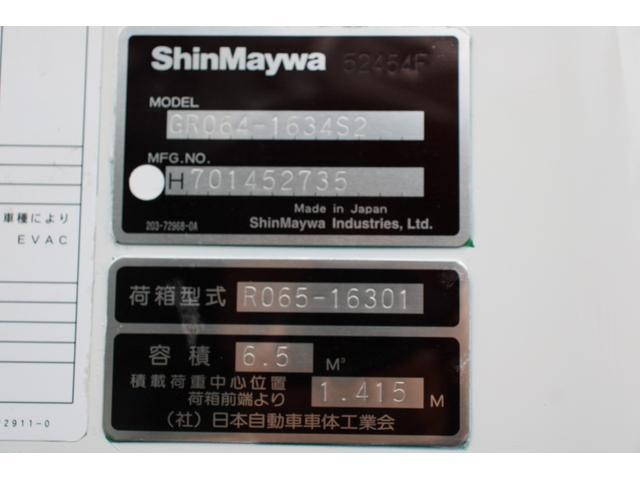 ShinMaywa 52454F
MODEL
GR064-1634S2
MFG.NO.
H701452735
Made in Japan
203-72968-0A ShinMaywa Industries, Ltd.
車種により
EVAC
荷箱型式 R065-16301
容積 6.5 M³
積載荷重中心位置
荷箱前端より 1.415 M
(社)日本自動車車体工業会
2911-0